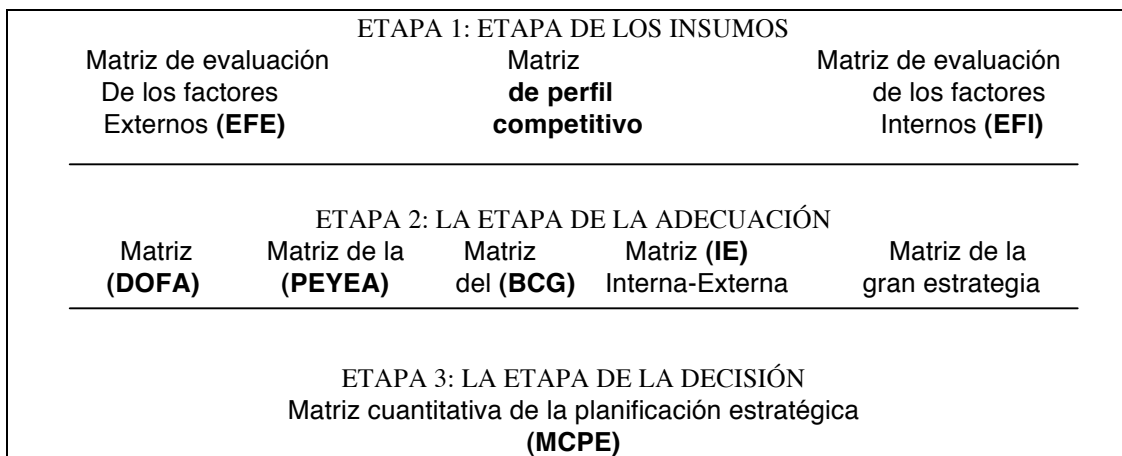 ETAPA 1: ETAPA DE LOS INSUMOS
Matriz de evaluación Matriz Matriz de evaluación
De los factores de perfil de los factores
Externos (EFE) competitivo Internos (EFI)
ETAPA 2: LA ETAPA DE LA ADECUACIÓN
Matriz Matriz de la Matriz Matriz (IE) Matriz de la
(DOFA) (PEYEA) del (BCG) Interna-Externa gran estrategia
ETAPA 3: LA ETAPA DE LA DECISIÓN
Matriz cuantitativa de la planificación estratégica
(MCPE)